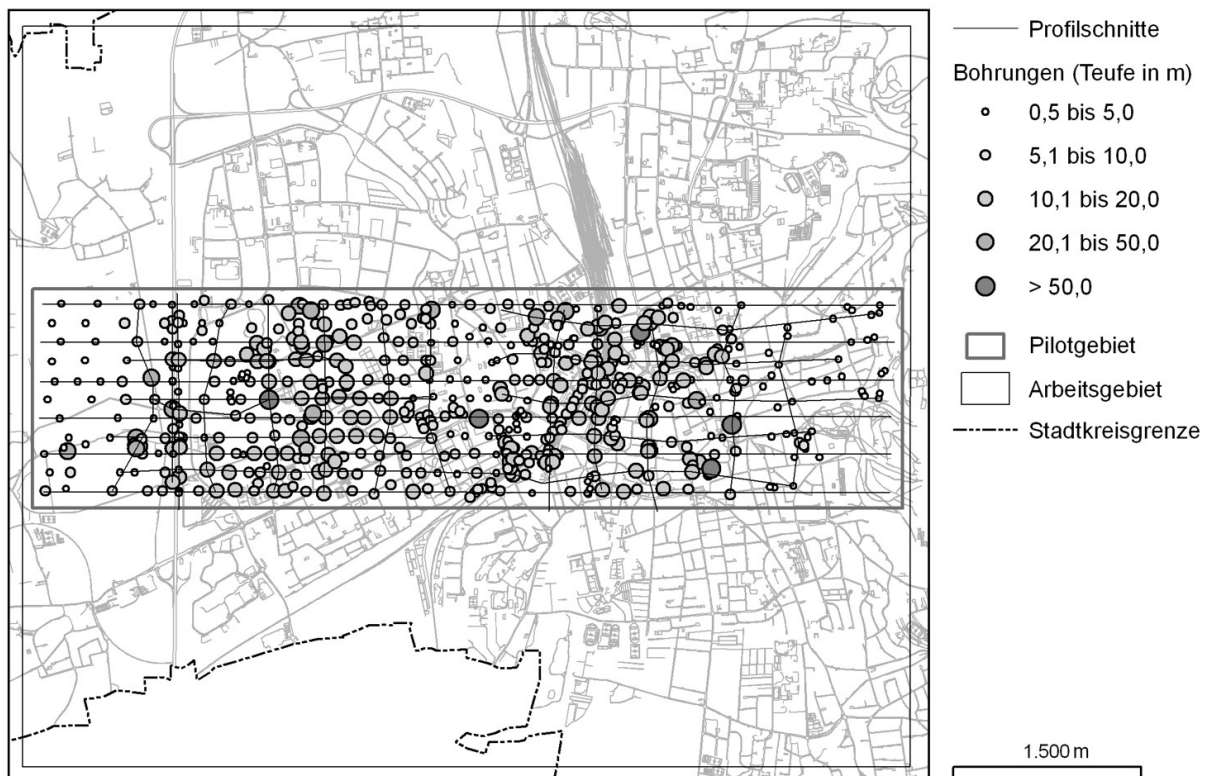 Profilschnitte
Bohrungen (Teufe in m)
0,5 bis 5,0
5,1 bis 10,0
10,1 bis 20,0
20,1 bis 50,0
> 50,0
Pilotgebiet
Arbeitsgebiet
Stadtkreisgrenze
1.500 m